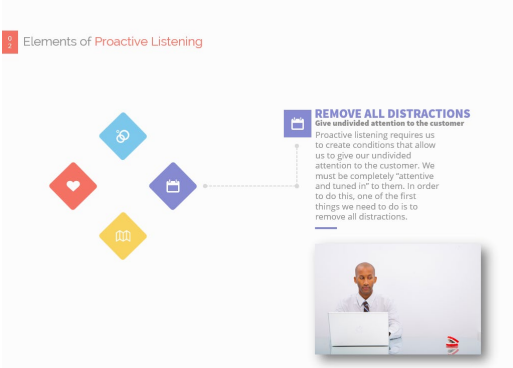 0
2
Elements of Proactive Listening
REMOVE ALL DISTRACTIONS
Give undivided attention to the customer
Proactive listening requires us
to create conditions that allow
us to give our undivided
attention to the customer. We
must be completely “attentive
and tuned in” to them. In order
to do this, one of the first
things we need to do is to
remove all distractions.